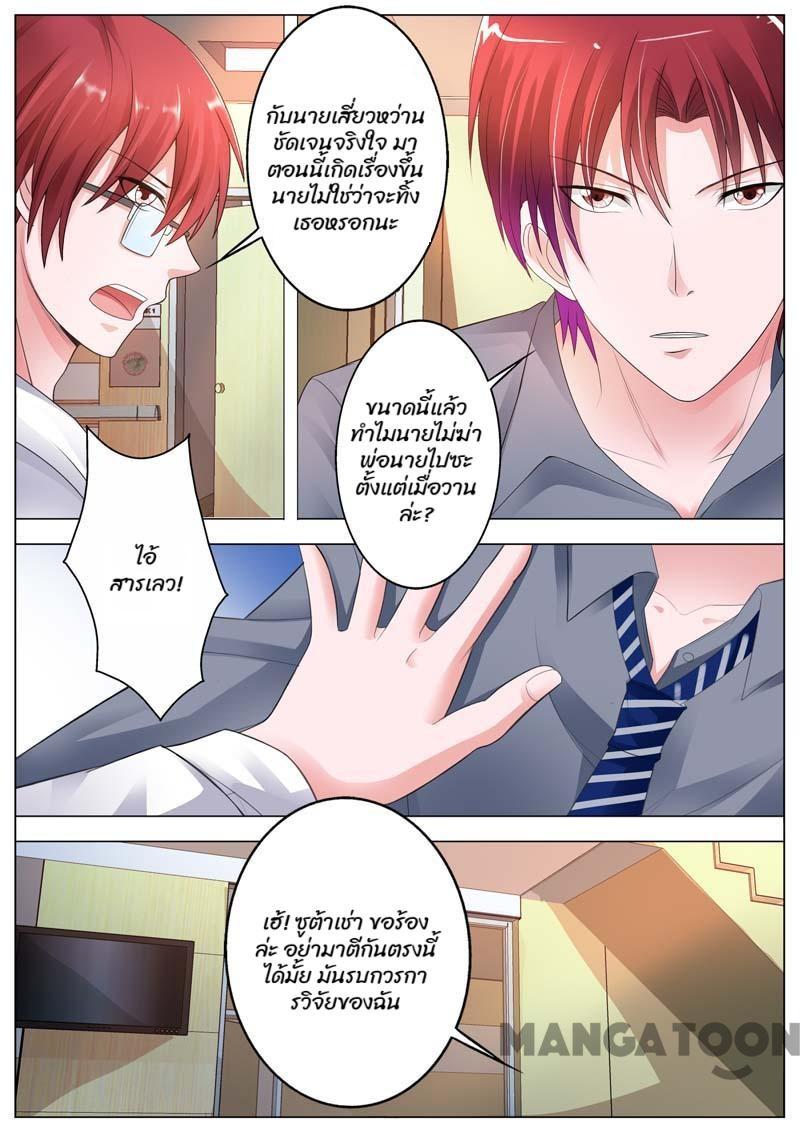 กับนายเสี่ยวหว่าน
ชัดเจนจริงใจ มา
ตอนนี้เกิดเรื่องขึ้น
นายไม่ใช่ว่าจะทิ้ง
เธอหรอกนะ
ขนาดนี้แล้ว
ทำไมนายไม่ฆ่า
พ่อนายไปซะ
ตั้งแต่เมื่อวาน
ล่ะ?
ไอ้
สารเลว!
เฮ้! ซูต้าเช่า ขอร้อง
ล่ะ อย่ามาตีกันตรงนี้
ได้มั้ย มันรบกวรกา
รวิจัยของฉัน
MANGATOON